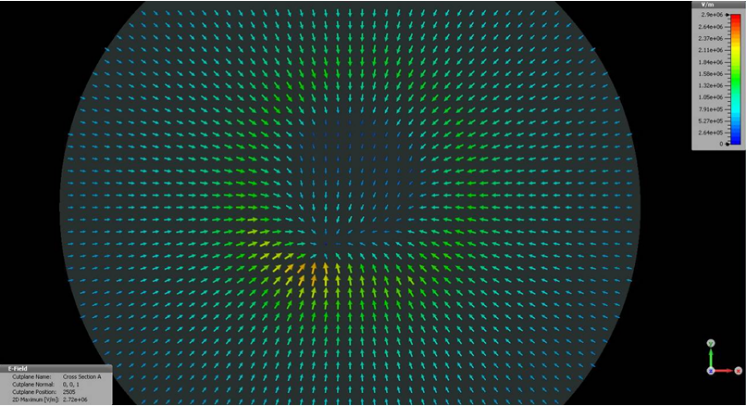 V/m
2.9e+06
2.64e+06
2.37e+06
2.11e+06
1.84e+06
1.58e+06
1.32e+06
1.05e+06
7.91e+05
5.27e+05
2.64e+05
0
E-Field
Cutplane Name: Cross Section A
Cutplane Normal: 0, 0, 1
Cutplane Position: 2505
2D Maximum [V/m]: 2.72e+06
y
z
x